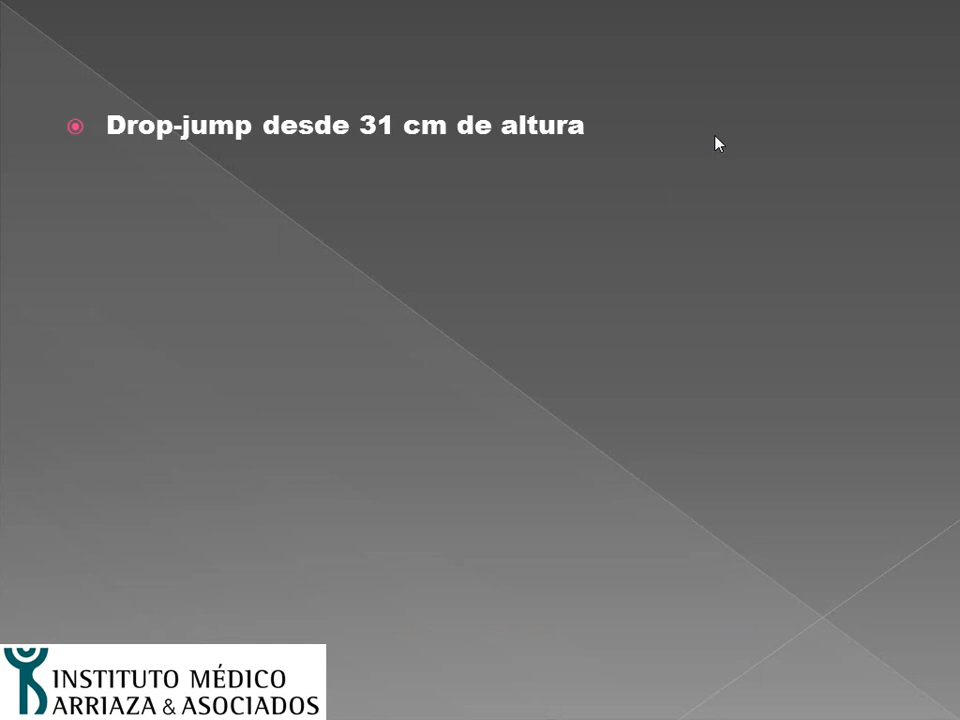 Drop-jump desde 31 cm de altura
INSTITUTO MÉDICO
ARRIAZA & ASOCIADOS